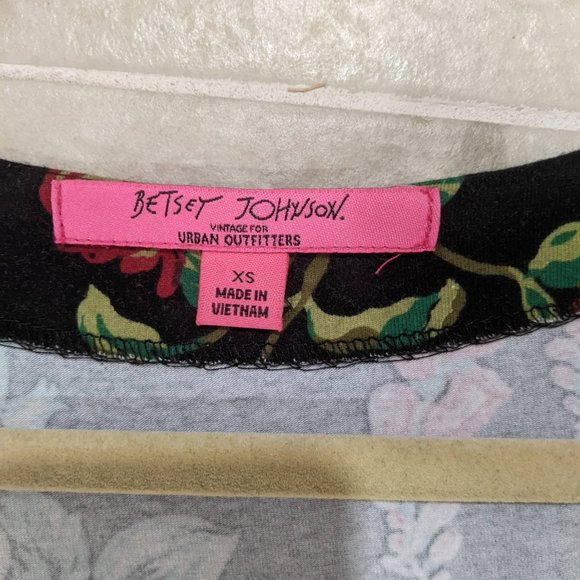 BETSEY JOHNSON.
VINTAGE FOR
URBAN OUTFITTERS
XS
MADE IN
VIETNAM